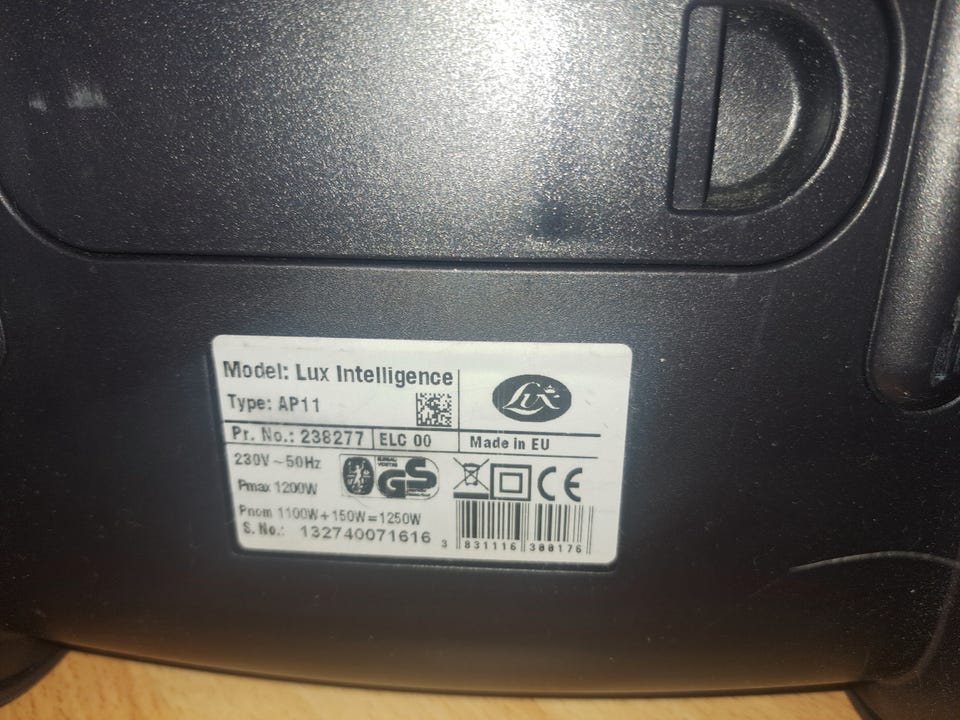 Model: Lux Intelligence
Type: AP11
Lux
Pr. No.: 238277 ELC 00
Made in EU
230V ~ 50Hz
Pmax 1200W
GS
CE
Pnom 1100W+150W=1250W
S. No.: 132740071616
3 831116 300176